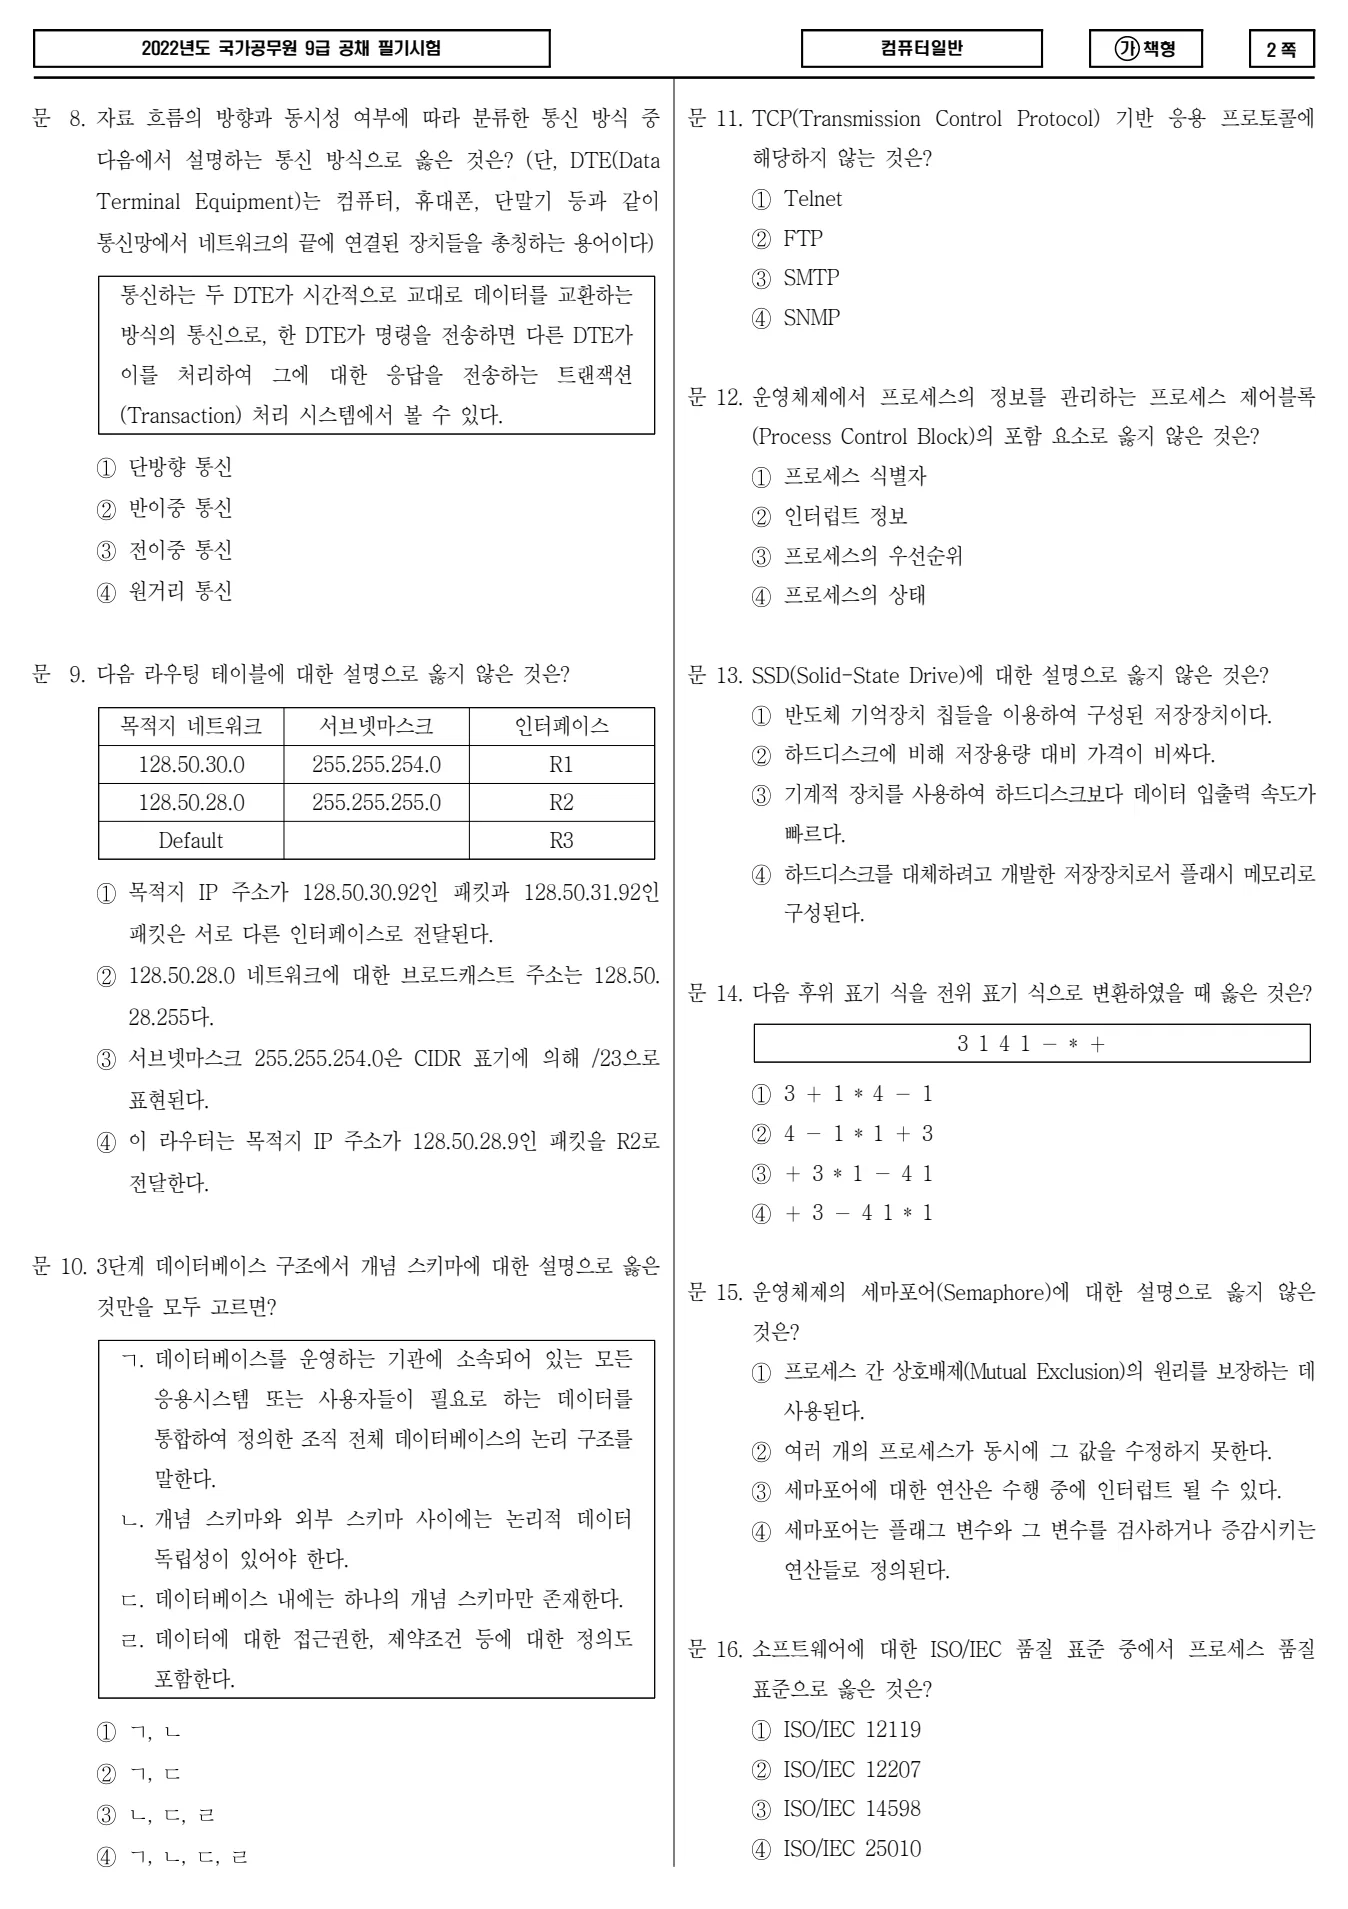 2022년도 국가공무원 9급 공채 필기시험
컴퓨터일반
㉮ 책형
2 쪽
문 8. 자료 흐름의 방향과 동시성 여부에 따라 분류한 통신 방식 중
다음에서 설명하는 통신 방식으로 옳은 것은? (단, DTE(Data
Terminal Equipment)는 컴퓨터, 휴대폰, 단말기 등과 같이
통신망에서 네트워크의 끝에 연결된 장치들을 총칭하는 용어이다)
통신하는 두 DTE가 시간적으로 교대로 데이터를 교환하는
방식의 통신으로, 한 DTE가 명령을 전송하면 다른 DTE가
이를 처리하여 그에 대한 응답을 전송하는 트랜잭션
(Transaction) 처리 시스템에서 볼 수 있다.
① 단방향 통신
② 반이중 통신
③ 전이중 통신
④ 원거리 통신
문 9. 다음 라우팅 테이블에 대한 설명으로 옳지 않은 것은?
목적지 네트워크 서브넷마스크 인터페이스
128.50.30.0 255.255.254.0 R1
128.50.28.0 255.255.255.0 R2
Default R3
① 목적지 IP 주소가 128.50.30.92인 패킷과 128.50.31.92인
패킷은 서로 다른 인터페이스로 전달된다.
② 128.50.28.0 네트워크에 대한 브로드캐스트 주소는 128.50.
28.255다.
③ 서브넷마스크 255.255.254.0은 CIDR 표기에 의해 /23으로
표현된다.
④ 이 라우터는 목적지 IP 주소가 128.50.28.9인 패킷을 R2로
전달한다.
문 10. 3단계 데이터베이스 구조에서 개념 스키마에 대한 설명으로 옳은
것만을 모두 고르면?
ㄱ. 데이터베이스를 운영하는 기관에 소속되어 있는 모든
응용시스템 또는 사용자들이 필요로 하는 데이터를
통합하여 정의한 조직 전체 데이터베이스의 논리 구조를
말한다.
ㄴ. 개념 스키마와 외부 스키마 사이에는 논리적 데이터
독립성이 있어야 한다.
ㄷ. 데이터베이스 내에는 하나의 개념 스키마만 존재한다.
ㄹ. 데이터에 대한 접근권한, 제약조건 등에 대한 정의도
포함한다.
① ㄱ, ㄴ
② ㄱ, ㄷ
③ ㄴ, ㄷ, ㄹ
④ ㄱ, ㄴ, ㄷ, ㄹ
문 11. TCP(Transmission Control Protocol) 기반 응용 프로토콜에
해당하지 않는 것은?
① Telnet
② FTP
③ SMTP
④ SNMP
문 12. 운영체제에서 프로세스의 정보를 관리하는 프로세스 제어블록
(Process Control Block)의 포함 요소로 옳지 않은 것은?
① 프로세스 식별자
② 인터럽트 정보
③ 프로세스의 우선순위
④ 프로세스의 상태
문 13. SSD(Solid-State Drive)에 대한 설명으로 옳지 않은 것은?
① 반도체 기억장치 칩들을 이용하여 구성된 저장장치이다.
② 하드디스크에 비해 저장용량 대비 가격이 비싸다.
③ 기계적 장치를 사용하여 하드디스크보다 데이터 입출력 속도가
빠르다.
④ 하드디스크를 대체하려고 개발한 저장장치로서 플래시 메모리로
구성된다.
문 14. 다음 후위 표기 식을 전위 표기 식으로 변환하였을 때 옳은 것은?
3 1 4 1 − * +
① 3 + 1 * 4 − 1
② 4 − 1 * 1 + 3
③ + 3 * 1 − 4 1
④ + 3 − 4 1 * 1
문 15. 운영체제의 세마포어(Semaphore)에 대한 설명으로 옳지 않은
것은?
① 프로세스 간 상호배제(Mutual Exclusion)의 원리를 보장하는 데
사용된다.
② 여러 개의 프로세스가 동시에 그 값을 수정하지 못한다.
③ 세마포어에 대한 연산은 수행 중에 인터럽트 될 수 있다.
④ 세마포어는 플래그 변수와 그 변수를 검사하거나 증감시키는
연산들로 정의된다.
문 16. 소프트웨어에 대한 ISO/IEC 품질 표준 중에서 프로세스 품질
표준으로 옳은 것은?
① ISO/IEC 12119
② ISO/IEC 12207
③ ISO/IEC 14598
④ ISO/IEC 25010